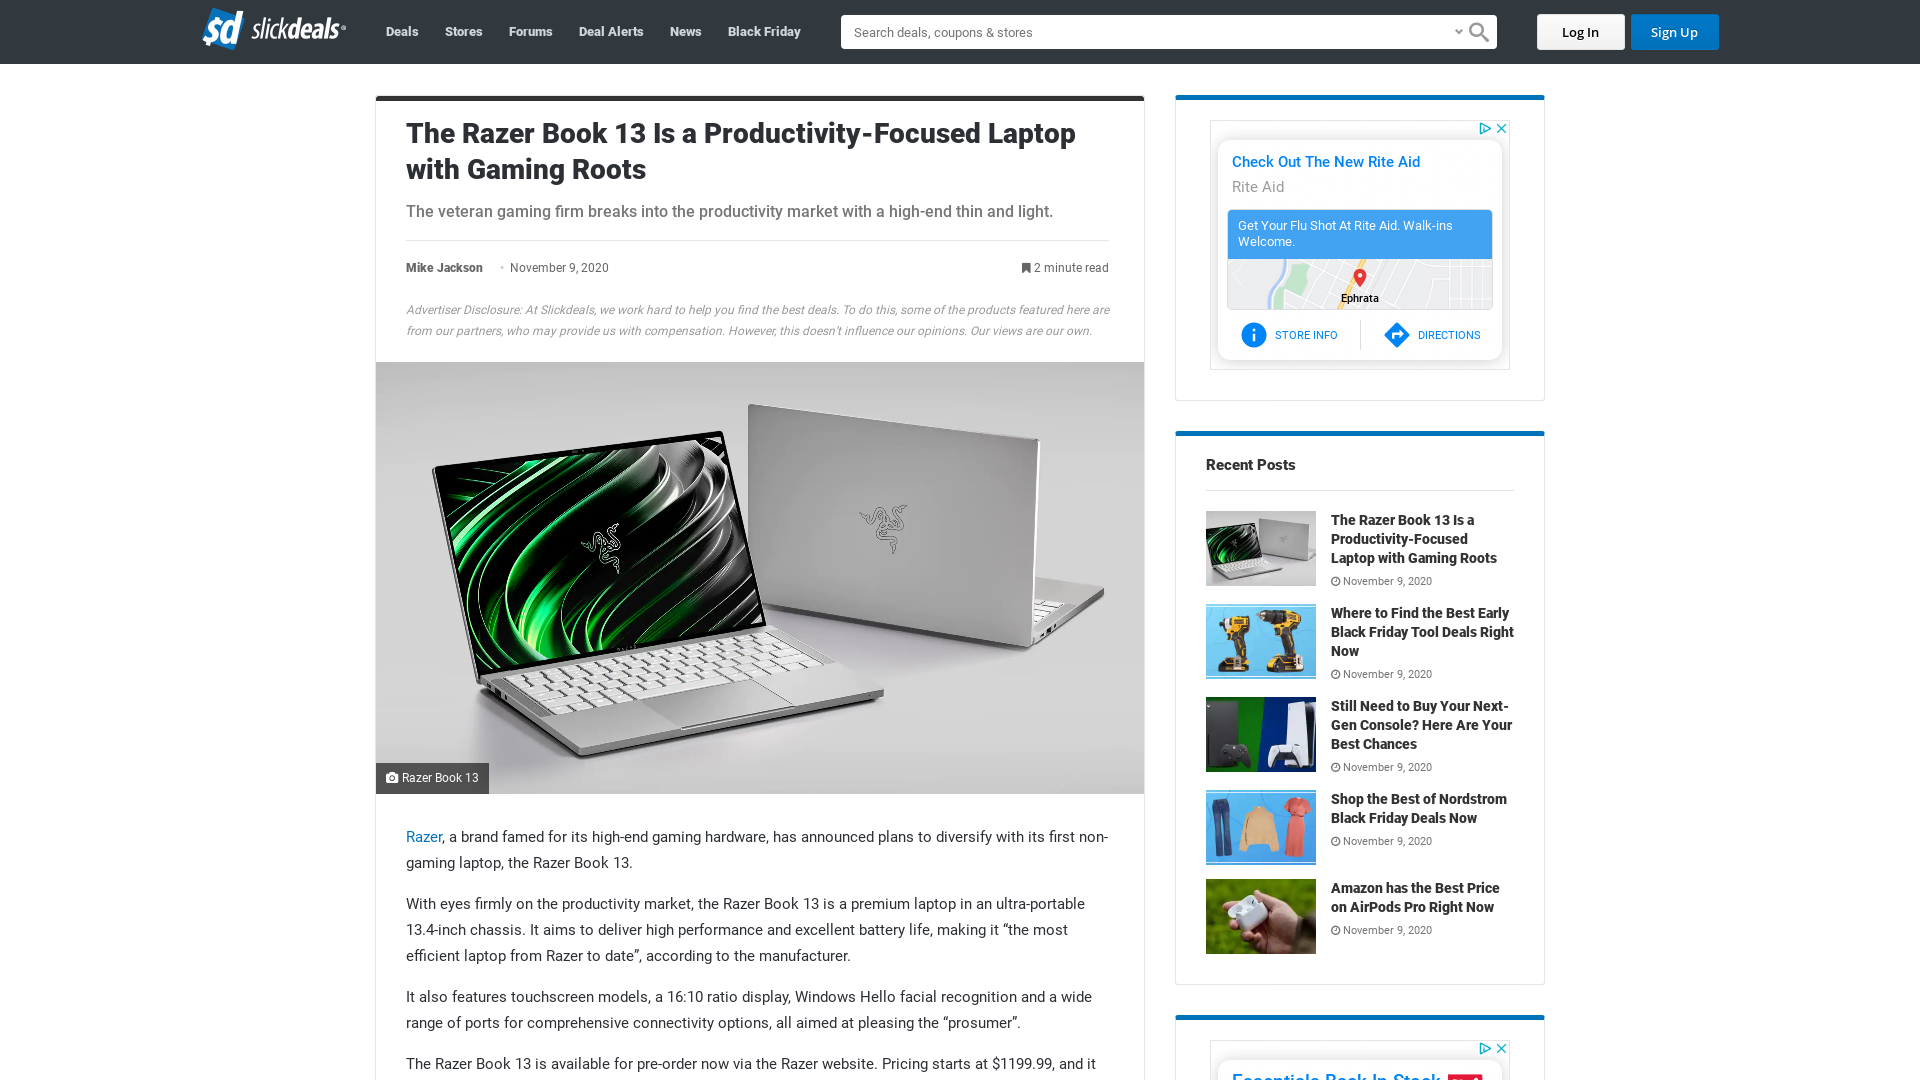 sd slickdeals
Deals
Stores
Forums
Deal Alerts
News
Black Friday
Search deals, coupons & stores
Log In
Sign Up
The Razer Book 13 Is a Productivity-Focused Laptop
with Gaming Roots
The veteran gaming firm breaks into the productivity market with a high-end thin and light.
Mike Jackson • November 9, 2020
2 minute read
Advertiser Disclosure: At Slickdeals, we work hard to help you find the best deals. To do this, some of the products featured here are
from our partners, who may provide us with compensation. However, this doesn't influence our opinions. Our views are our own.
Razer Book 13
Razer, a brand famed for its high-end gaming hardware, has announced plans to diversify with its first non-
gaming laptop, the Razer Book 13.
With eyes firmly on the productivity market, the Razer Book 13 is a premium laptop in an ultra-portable
13.4-inch chassis. It aims to deliver high performance and excellent battery life, making it “the most
efficient laptop from Razer to date”, according to the manufacturer.
It also features touchscreen models, a 16:10 ratio display, Windows Hello facial recognition and a wide
range of ports for comprehensive connectivity options, all aimed at pleasing the “prosumer”.
The Razer Book 13 is available for pre-order now via the Razer website. Pricing starts at $1199.99, and it
Check Out The New Rite Aid
Rite Aid
Get Your Flu Shot At Rite Aid. Walk-ins
Welcome.
Ephrata
STORE INFO
DIRECTIONS
Recent Posts
The Razer Book 13 Is a
Productivity-Focused
Laptop with Gaming Roots
November 9, 2020
Where to Find the Best Early
Black Friday Tool Deals Right
Now
November 9, 2020
Still Need to Buy Your Next-
Gen Console? Here Are Your
Best Chances
November 9, 2020
Shop the Best of Nordstrom
Black Friday Deals Now
November 9, 2020
Amazon has the Best Price
on AirPods Pro Right Now
November 9, 2020
Essentials Back In Stock